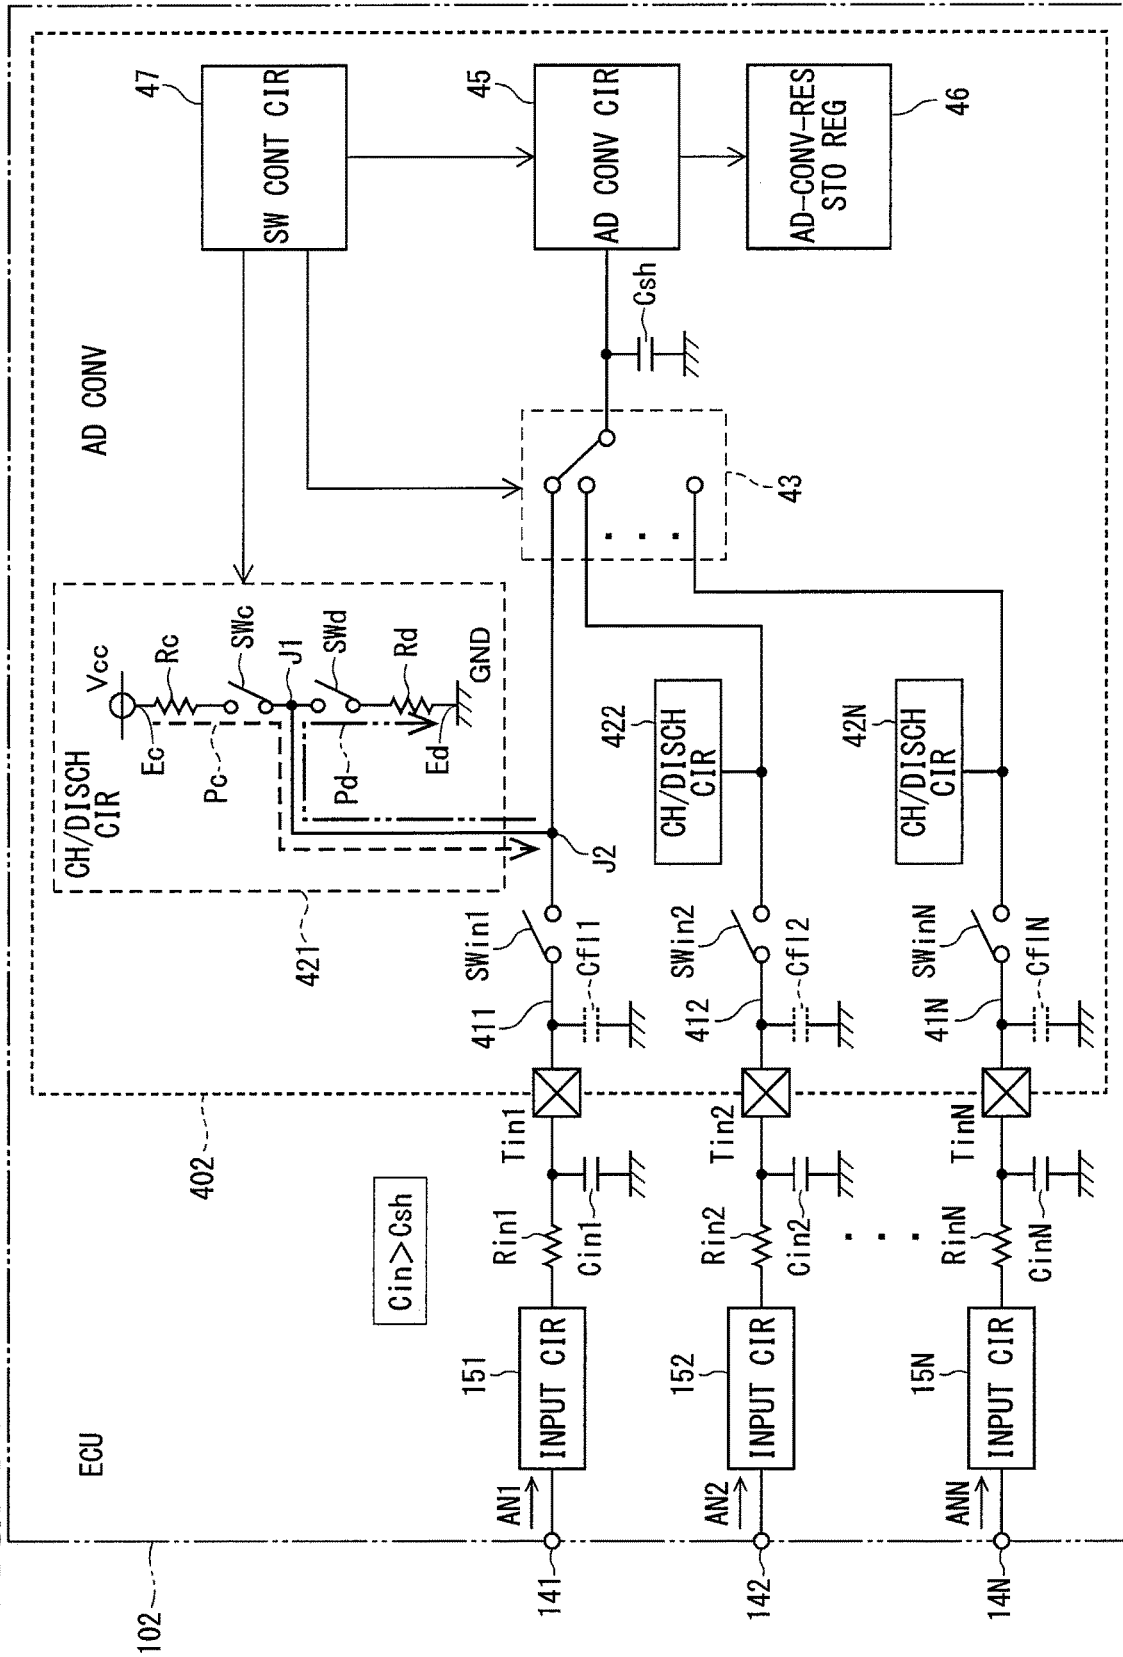 102
ECU
402
AD CONV
421
CH/DISCH
CIR
Vcc
Ec
Rc
Pc
SWc
J1
SWd
Pd
Rd
Ed
GND
J2
47
SW CONT CIR
45
AD CONV CIR
46
AD-CONV-RES
STO REG
Csh
43
Cin>Csh
141
AN1
151
INPUT CIR
Rin1
Cin1
Tin1
411
Cfl1
SWin1
142
AN2
152
INPUT CIR
Rin2
Cin2
Tin2
412
Cfl2
SWin2
422
CH/DISCH
CIR
14N
ANN
15N
INPUT CIR
RinN
CinN
TinN
41N
CflN
SWinN
42N
CH/DISCH
CIR